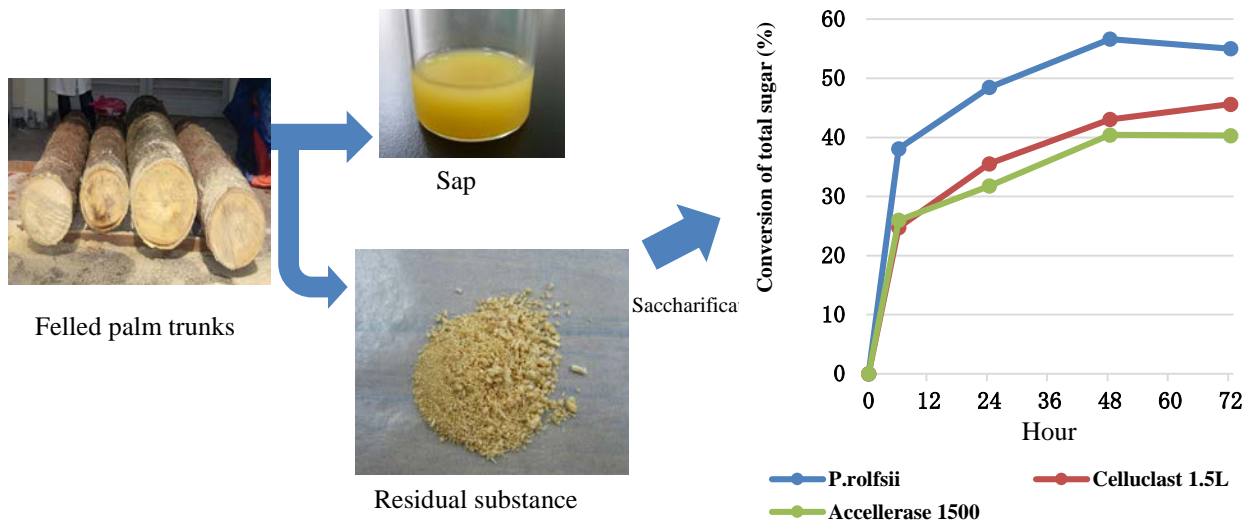 Felled palm trunks
Sap
Residual substance
Conversion of total sugar (%)
60
50
40
30
20
10
0
0 12 24 36 48 60 72
Hour
P.rolfsii
Celluclast 1.5L
Accellerase 1500